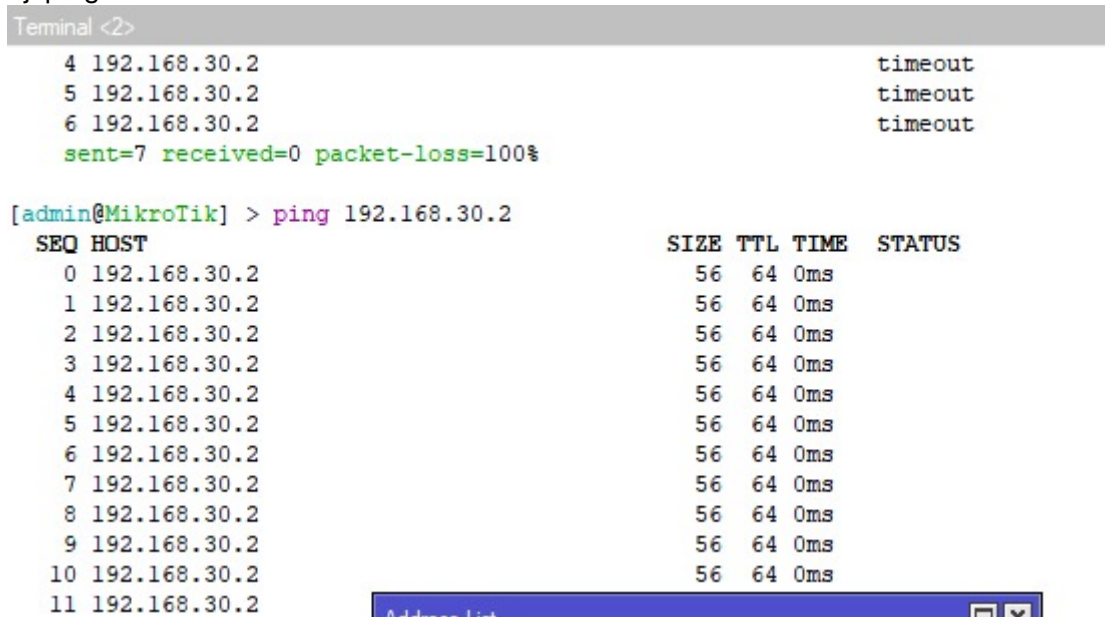 Terminal <2>
4 192.168.30.2 timeout
5 192.168.30.2 timeout
6 192.168.30.2 timeout
sent=7 received=0 packet-loss=100%
[admin@MikroTik] > ping 192.168.30.2
SEQ HOST SIZE TTL TIME STATUS
0 192.168.30.2 56 64 0ms
1 192.168.30.2 56 64 0ms
2 192.168.30.2 56 64 0ms
3 192.168.30.2 56 64 0ms
4 192.168.30.2 56 64 0ms
5 192.168.30.2 56 64 0ms
6 192.168.30.2 56 64 0ms
7 192.168.30.2 56 64 0ms
8 192.168.30.2 56 64 0ms
9 192.168.30.2 56 64 0ms
10 192.168.30.2 56 64 0ms
11 192.168.30.2
Address List